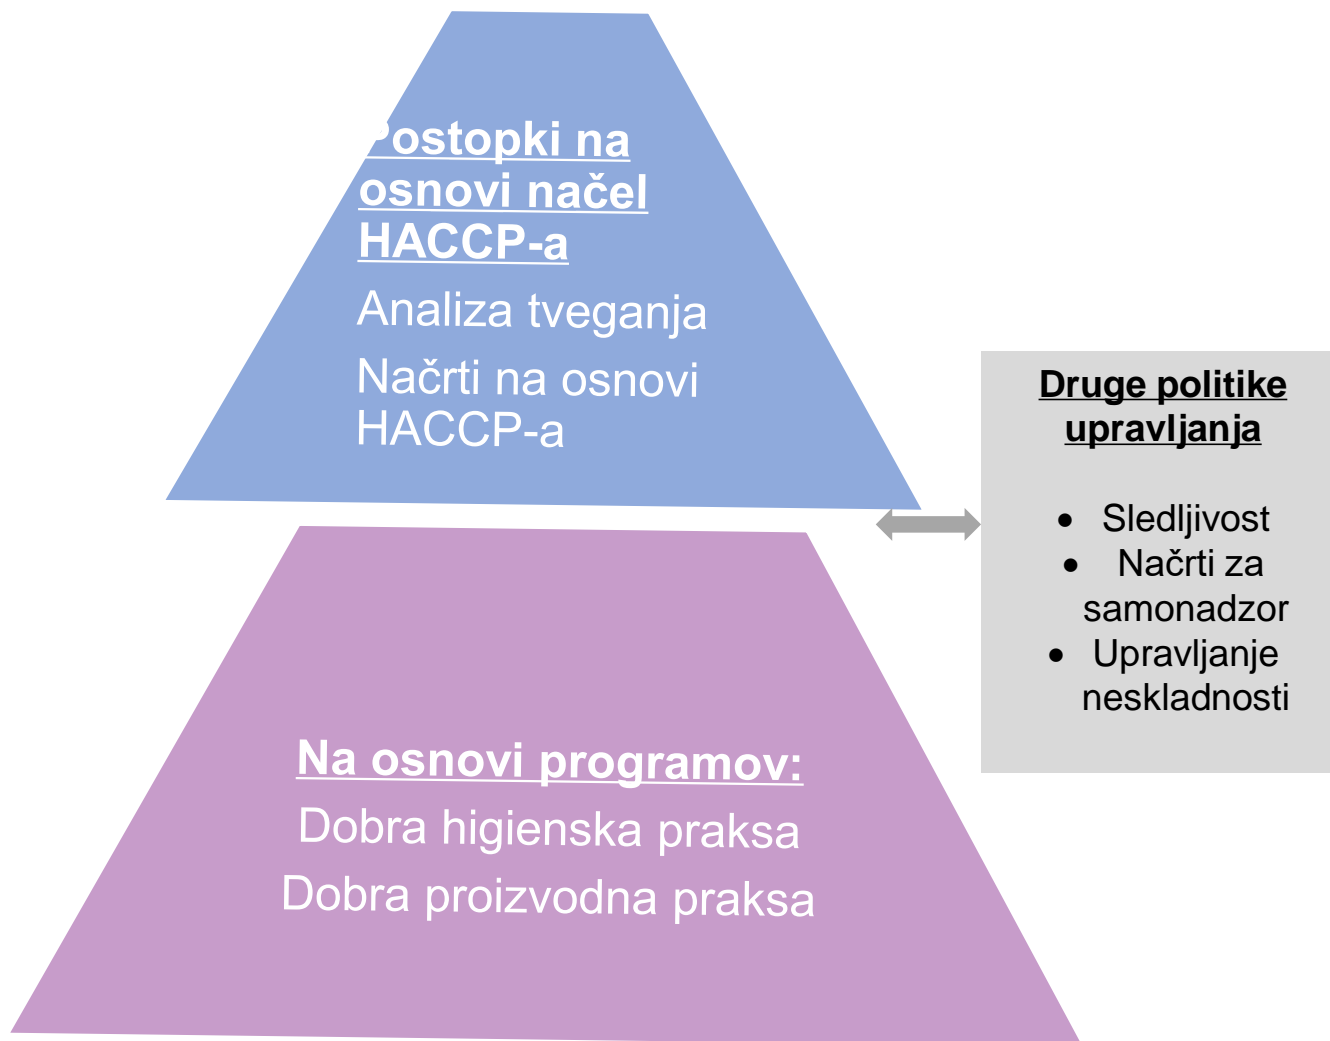 Postopki na
osnovi načel
HACCP-a
Analiza tveganja
Načrti na osnovi
HACCP-a
Druge politike
upravljanja
• Sledljivost
• Načrti za
samonadzor
• Upravljanje
neskladnosti
Na osnovi programov:
Dobra higienska praksa
Dobra proizvodna praksa